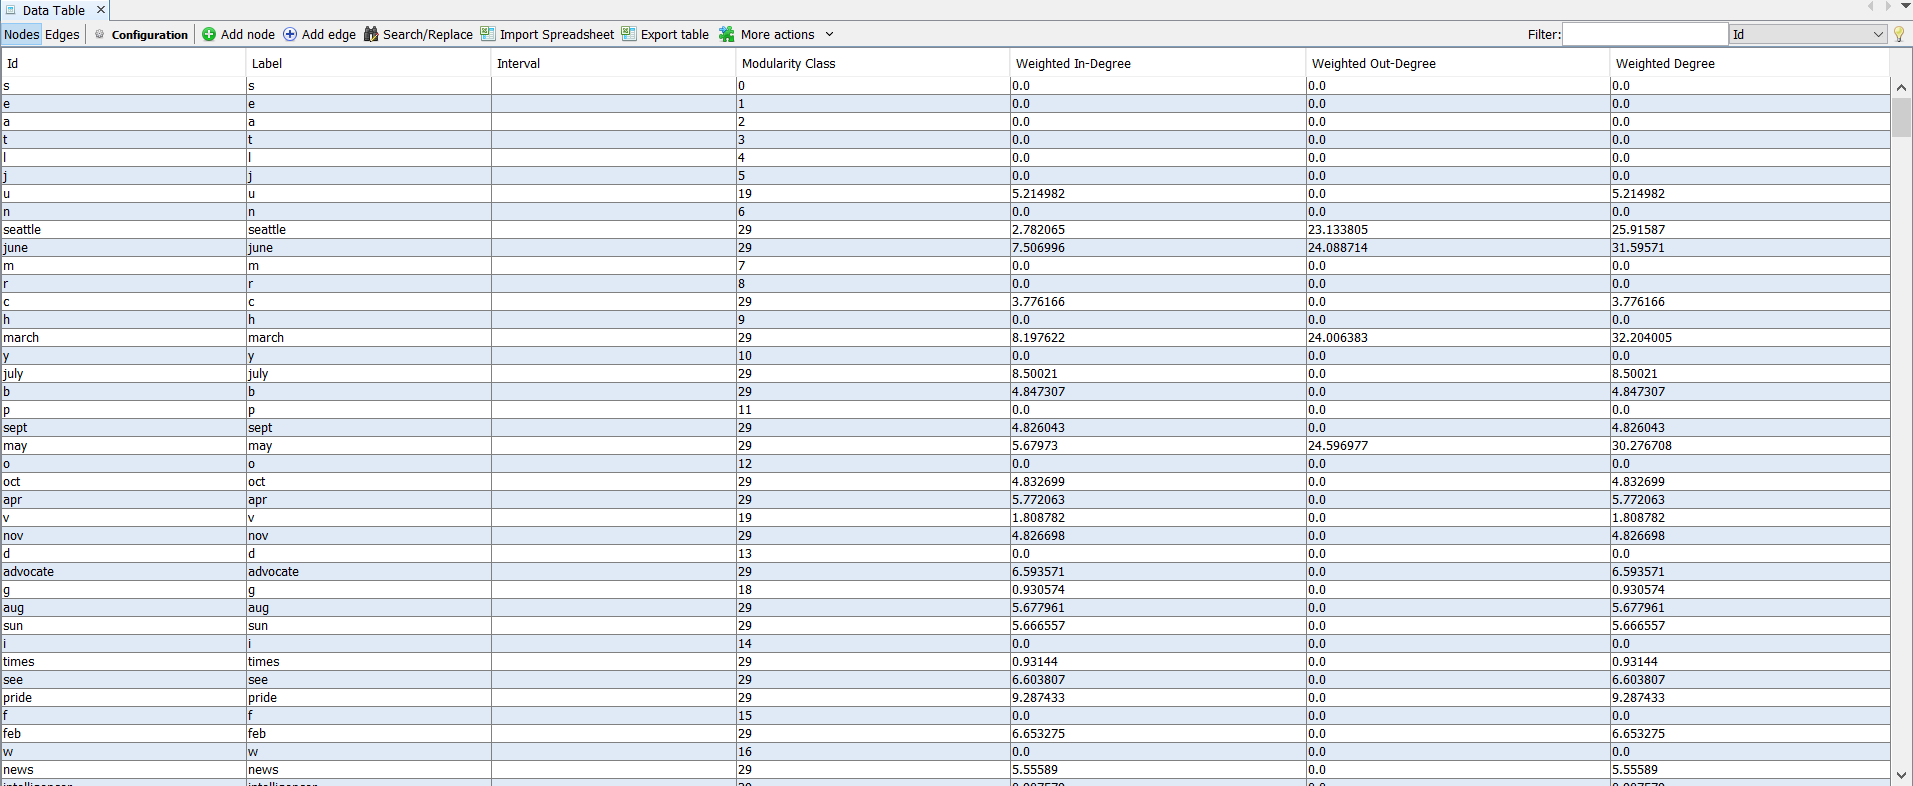 Data Table
Nodes Edges Configuration Add node Add edge Search/Replace Import Spreadsheet Export table More actions Filter: Id
Id Label Interval Modularity Class Weighted In-Degree Weighted Out-Degree Weighted Degree
s s 0 0.0 0.0 0.0
e e 1 0.0 0.0 0.0
a a 2 0.0 0.0 0.0
t t 3 0.0 0.0 0.0
l l 4 0.0 0.0 0.0
j j 5 0.0 0.0 0.0
u u 19 5.214982 0.0 5.214982
n n 6 0.0 0.0 0.0
seattle seattle 29 2.782065 23.133805 25.91587
june june 29 7.506996 24.088714 31.59571
m m 7 0.0 0.0 0.0
r r 8 0.0 0.0 0.0
c c 29 3.776166 0.0 3.776166
h h 9 0.0 0.0 0.0
march march 29 8.197622 24.006383 32.204005
y y 10 0.0 0.0 0.0
july july 29 8.50021 0.0 8.50021
b b 29 4.847307 0.0 4.847307
p p 11 0.0 0.0 0.0
sept sept 29 4.826043 0.0 4.826043
may may 29 5.67973 24.596977 30.276708
o o 12 0.0 0.0 0.0
oct oct 29 4.832699 0.0 4.832699
apr apr 29 5.772063 0.0 5.772063
v v 19 1.808782 0.0 1.808782
nov nov 29 4.826698 0.0 4.826698
d d 13 0.0 0.0 0.0
advocate advocate 29 6.593571 0.0 6.593571
g g 18 0.930574 0.0 0.930574
aug aug 29 5.677961 0.0 5.677961
sun sun 29 5.666557 0.0 5.666557
i i 14 0.0 0.0 0.0
times times 29 0.93144 0.0 0.93144
see see 29 6.603807 0.0 6.603807
pride pride 29 9.287433 0.0 9.287433
f f 15 0.0 0.0 0.0
feb feb 29 6.653275 0.0 6.653275
w w 16 0.0 0.0 0.0
news news 29 5.55589 0.0 5.55589